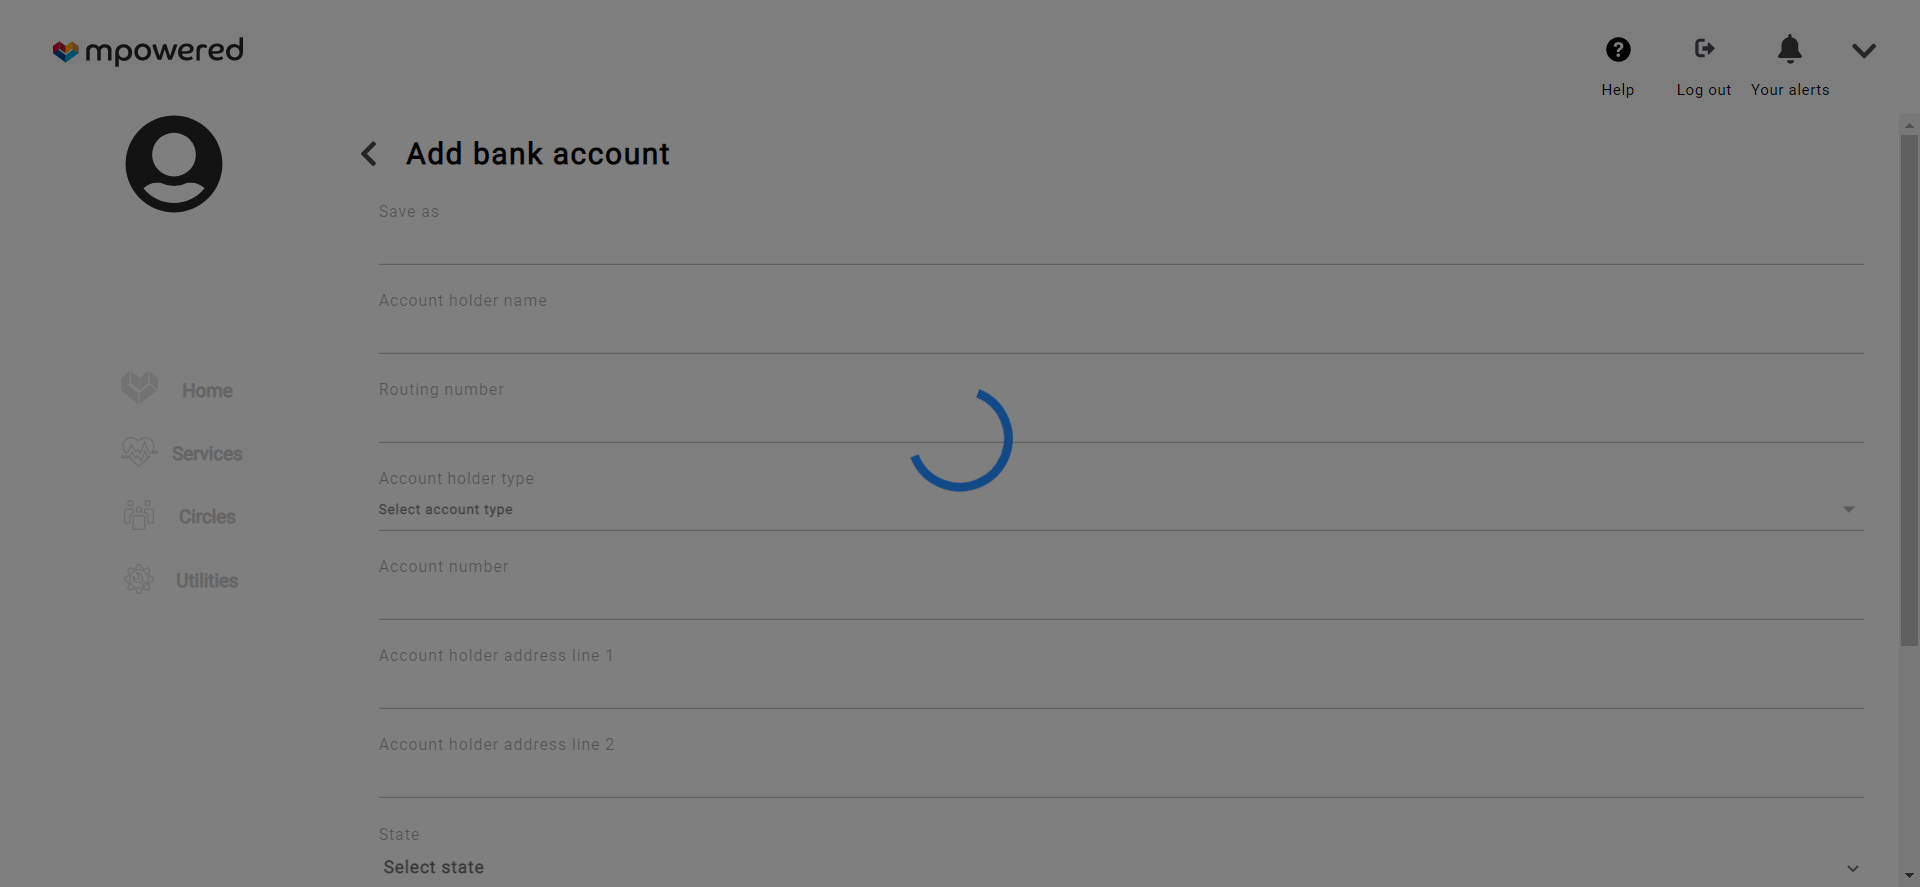 mpowered
Help
Log out
Your alerts
Add bank account
Save as
Account holder name
Routing number
Account holder type
Select account type
Account number
Account holder address line 1
Account holder address line 2
State
Select state
Home
Services
Circles
Utilities